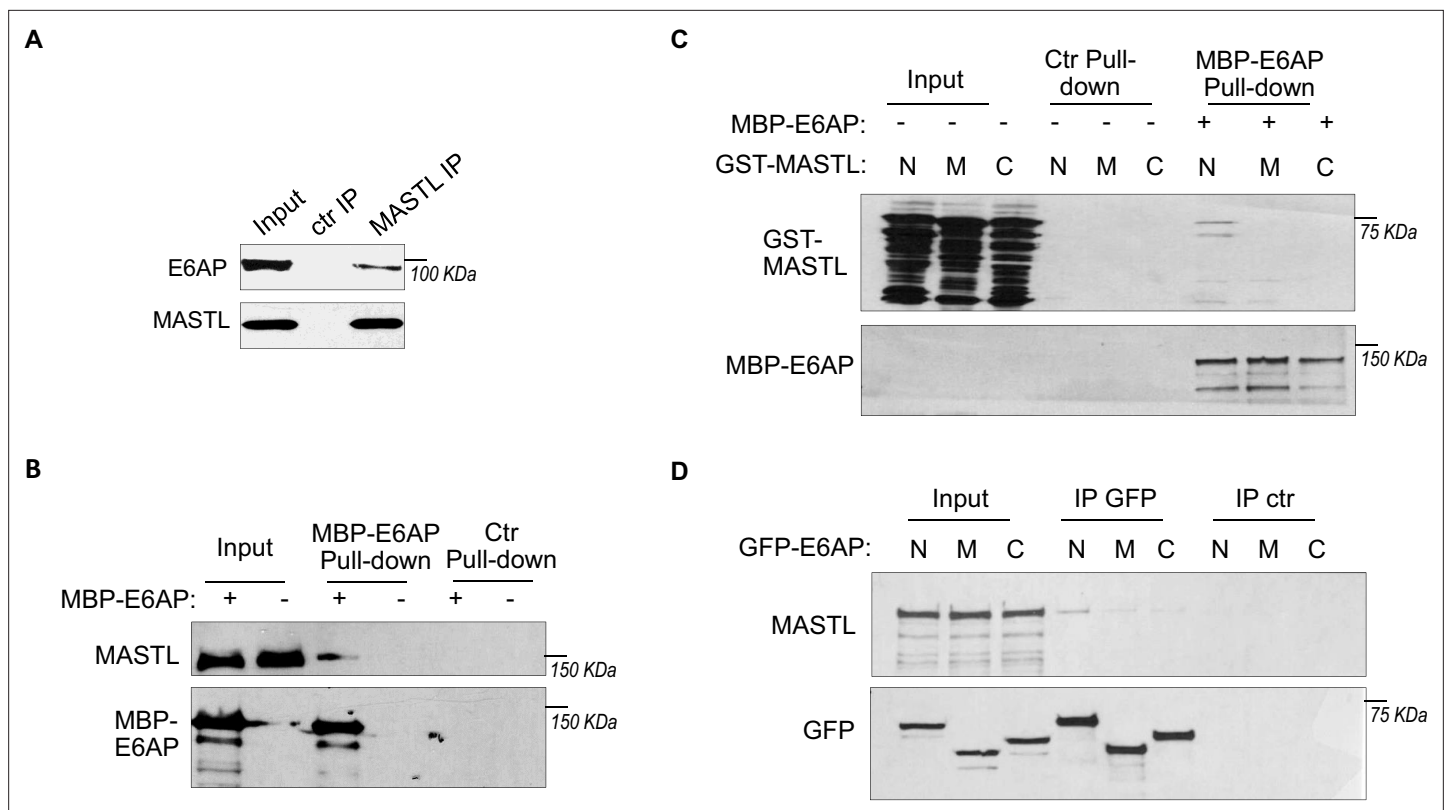 A
Input
ctr IP
MASTL IP
E6AP
100 KDa
MASTL
B
Input
MBP-E6AP
Pull-down
Ctr
Pull-down
MBP-E6AP: + - + - + -
MASTL
150 KDa
MBP-
E6AP
150 KDa
C
Input
Ctr Pull-
down
MBP-E6AP
Pull-down
MBP-E6AP: - - - - - - + + +
GST-MASTL: N M C N M C N M C
GST-
MASTL
75 KDa
MBP-E6AP
150 KDa
D
Input IP GFP IP ctr
GFP-E6AP: N M C N M C N M C
MASTL
GFP
75 KDa